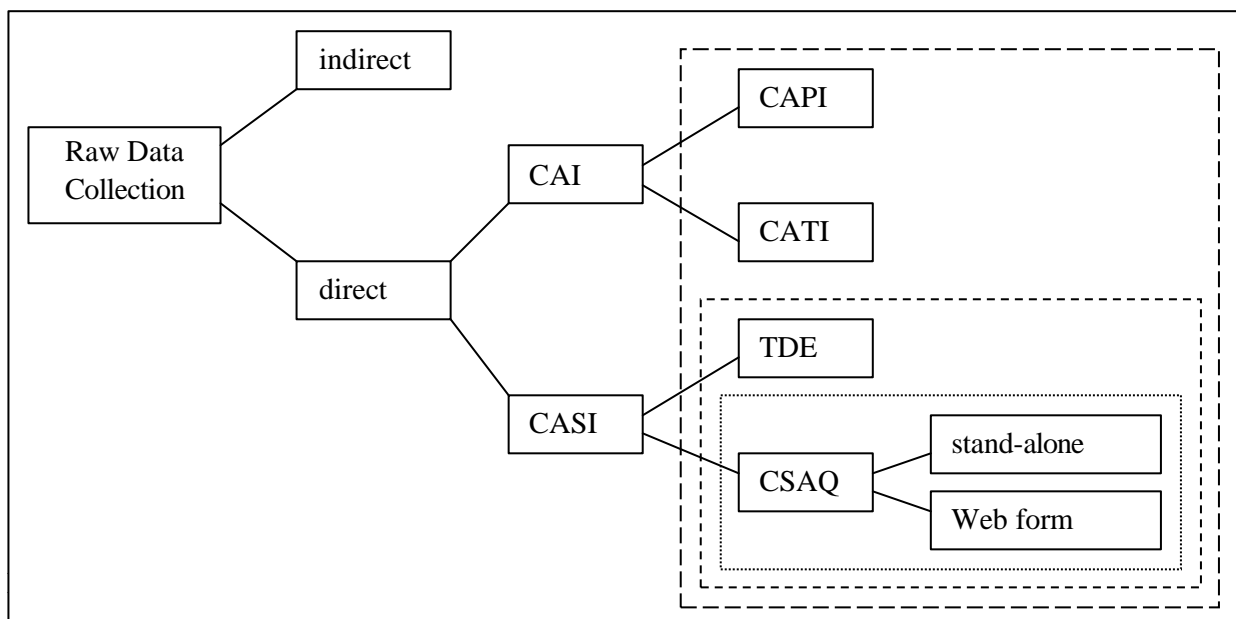 indirect
Raw Data
Collection
direct
CAI
CASI
CAPI
CATI
TDE
CSAQ
stand-alone
Web form